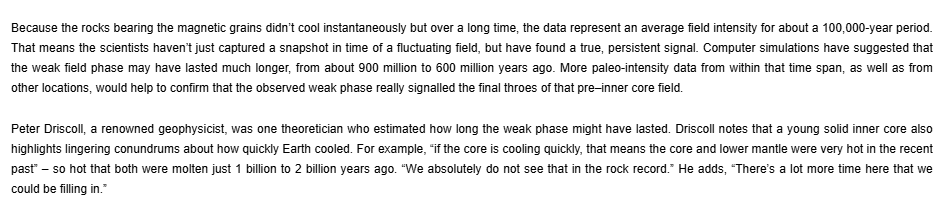 Because the rocks bearing the magnetic grains didn’t cool instantaneously but over a long time, the data represent an average field intensity for about a 100,000-year period.
That means the scientists haven’t just captured a snapshot in time of a fluctuating field, but have found a true, persistent signal. Computer simulations have suggested that
the weak field phase may have lasted much longer, from about 900 million to 600 million years ago. More paleo-intensity data from within that time span, as well as from
other locations, would help to confirm that the observed weak phase really signalled the final throes of that pre–inner core field.
Peter Driscoll, a renowned geophysicist, was one theoretician who estimated how long the weak phase might have lasted. Driscoll notes that a young solid inner core also
highlights lingering conundrums about how quickly Earth cooled. For example, “if the core is cooling quickly, that means the core and lower mantle were very hot in the recent
past” – so hot that both were molten just 1 billion to 2 billion years ago. “We absolutely do not see that in the rock record.” He adds, “There’s a lot more time here that we
could be filling in.”